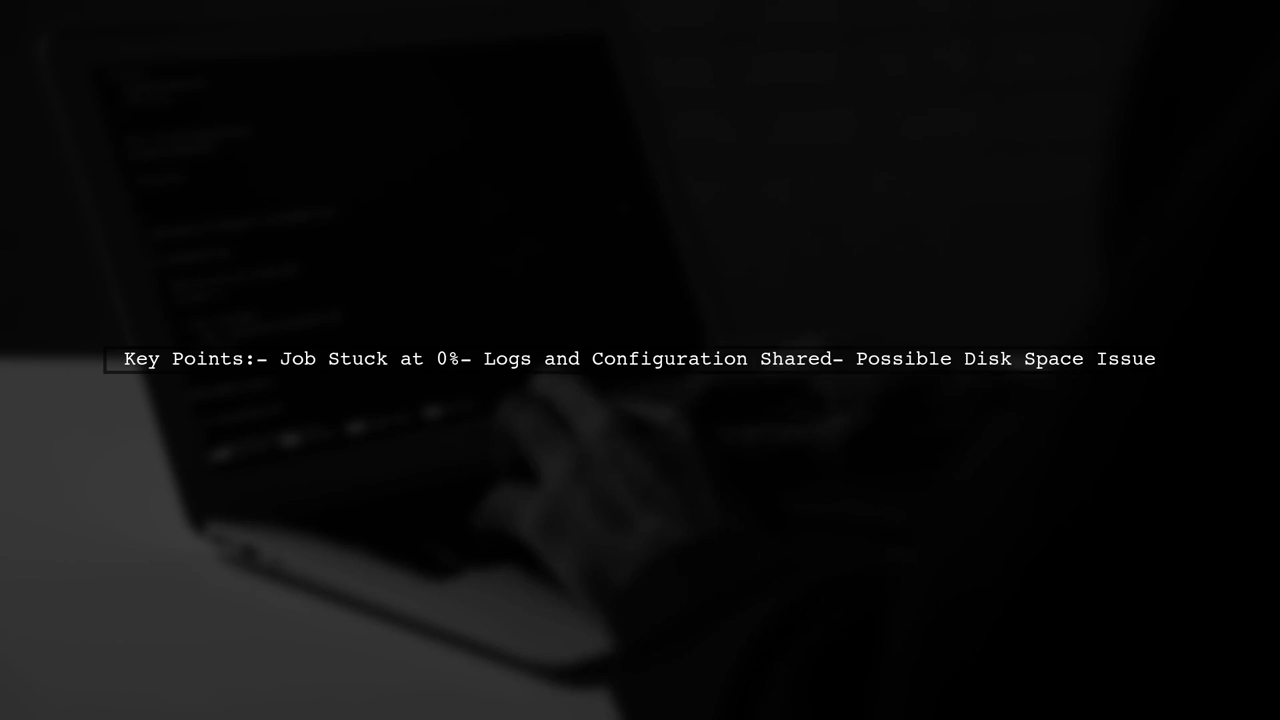 Key Points:- Job Stuck at 0%- Logs and Configuration Shared- Possible Disk Space Issue